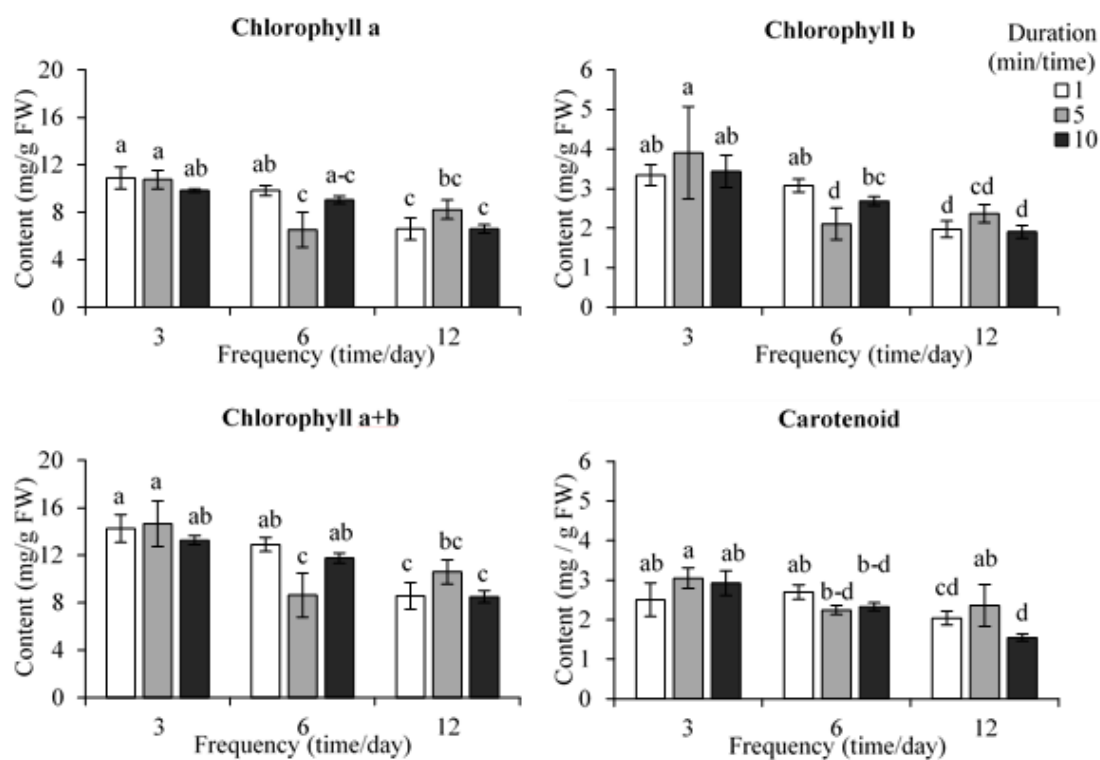 Chlorophyll a
Content (mg/g FW)
20
16
12
8
4
0
a a ab
ab c a-c
c bc c
3 6 12
Frequency (time/day)
Chlorophyll b
Duration
(min/time)
1
5
10
Content (mg/g FW)
6
5
4
3
2
1
0
ab a ab
ab d bc
d cd d
3 6 12
Frequency (time/day)
Chlorophyll a+b
Content (mg/g FW)
20
16
12
8
4
0
a a ab
ab c ab
c bc c
3 6 12
Frequency (time/day)
Carotenoid
Content (mg / g FW)
6
5
4
3
2
1
0
ab a ab
ab b-d b-d
cd ab d
3 6 12
Frequency (time/day)